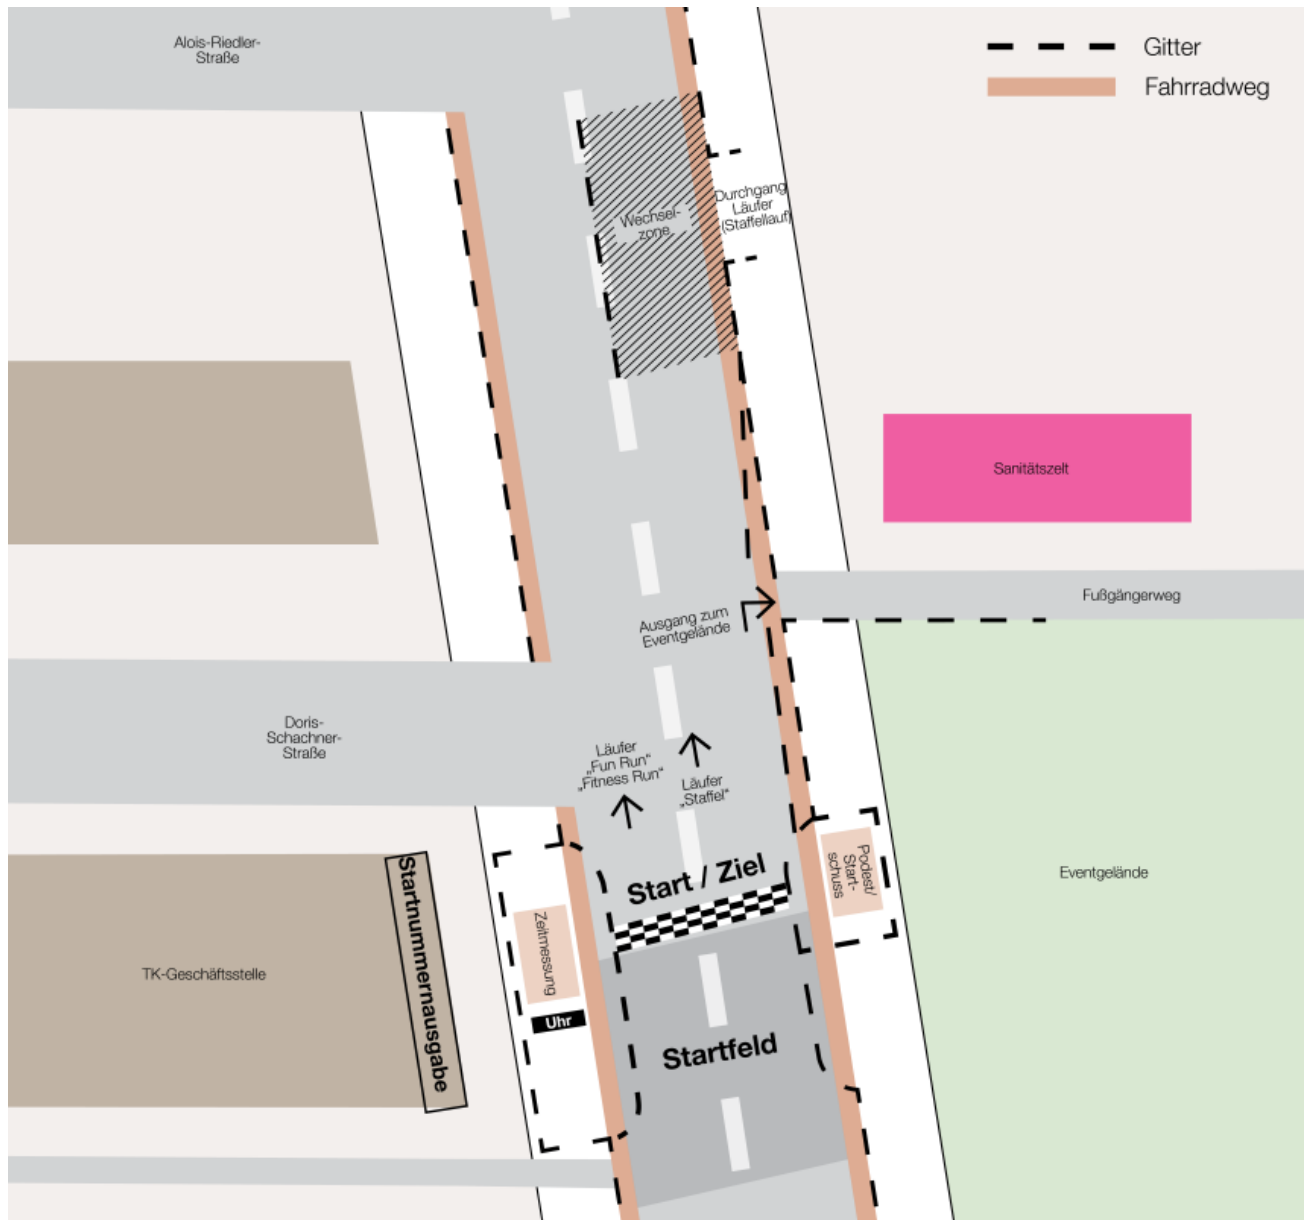 Alois-Riedler-
Straße
Gitter
Fahrradweg
Durchgang
Läufer
(Staffellauf)
Wechsel-
zone
Sanitätszelt
Fußgängerweg
Ausgang zum
Eventgelände
Doris-
Schachner-
Straße
Läufer
„Fun Run“
„Fitness Run“
Läufer
„Staffel“
Start / Ziel
Podest/
Start-
schuss
Eventgelände
Startnummernausgabe
Zeitmessung
TK-Geschäftsstelle
Uhr
Startfeld